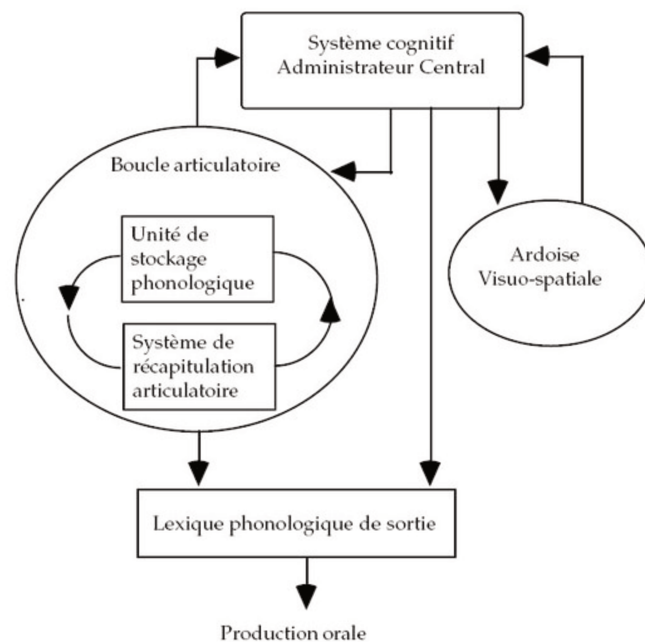 Système cognitif
Administrateur Central
Boucle articulatoire
Unité de
stockage
phonologique
Système de
récapitulation
articulatoire
Ardoise
Visuo-spatiale
Lexique phonologique de sortie
Production orale